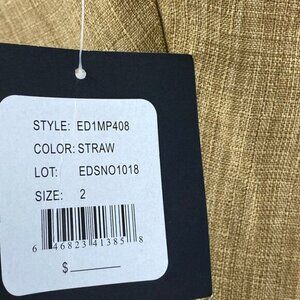 STYLE: ED1MP408
COLOR: STRAW
LOT: EDSNO1018
SIZE: 2
6 46823 41385 8
$